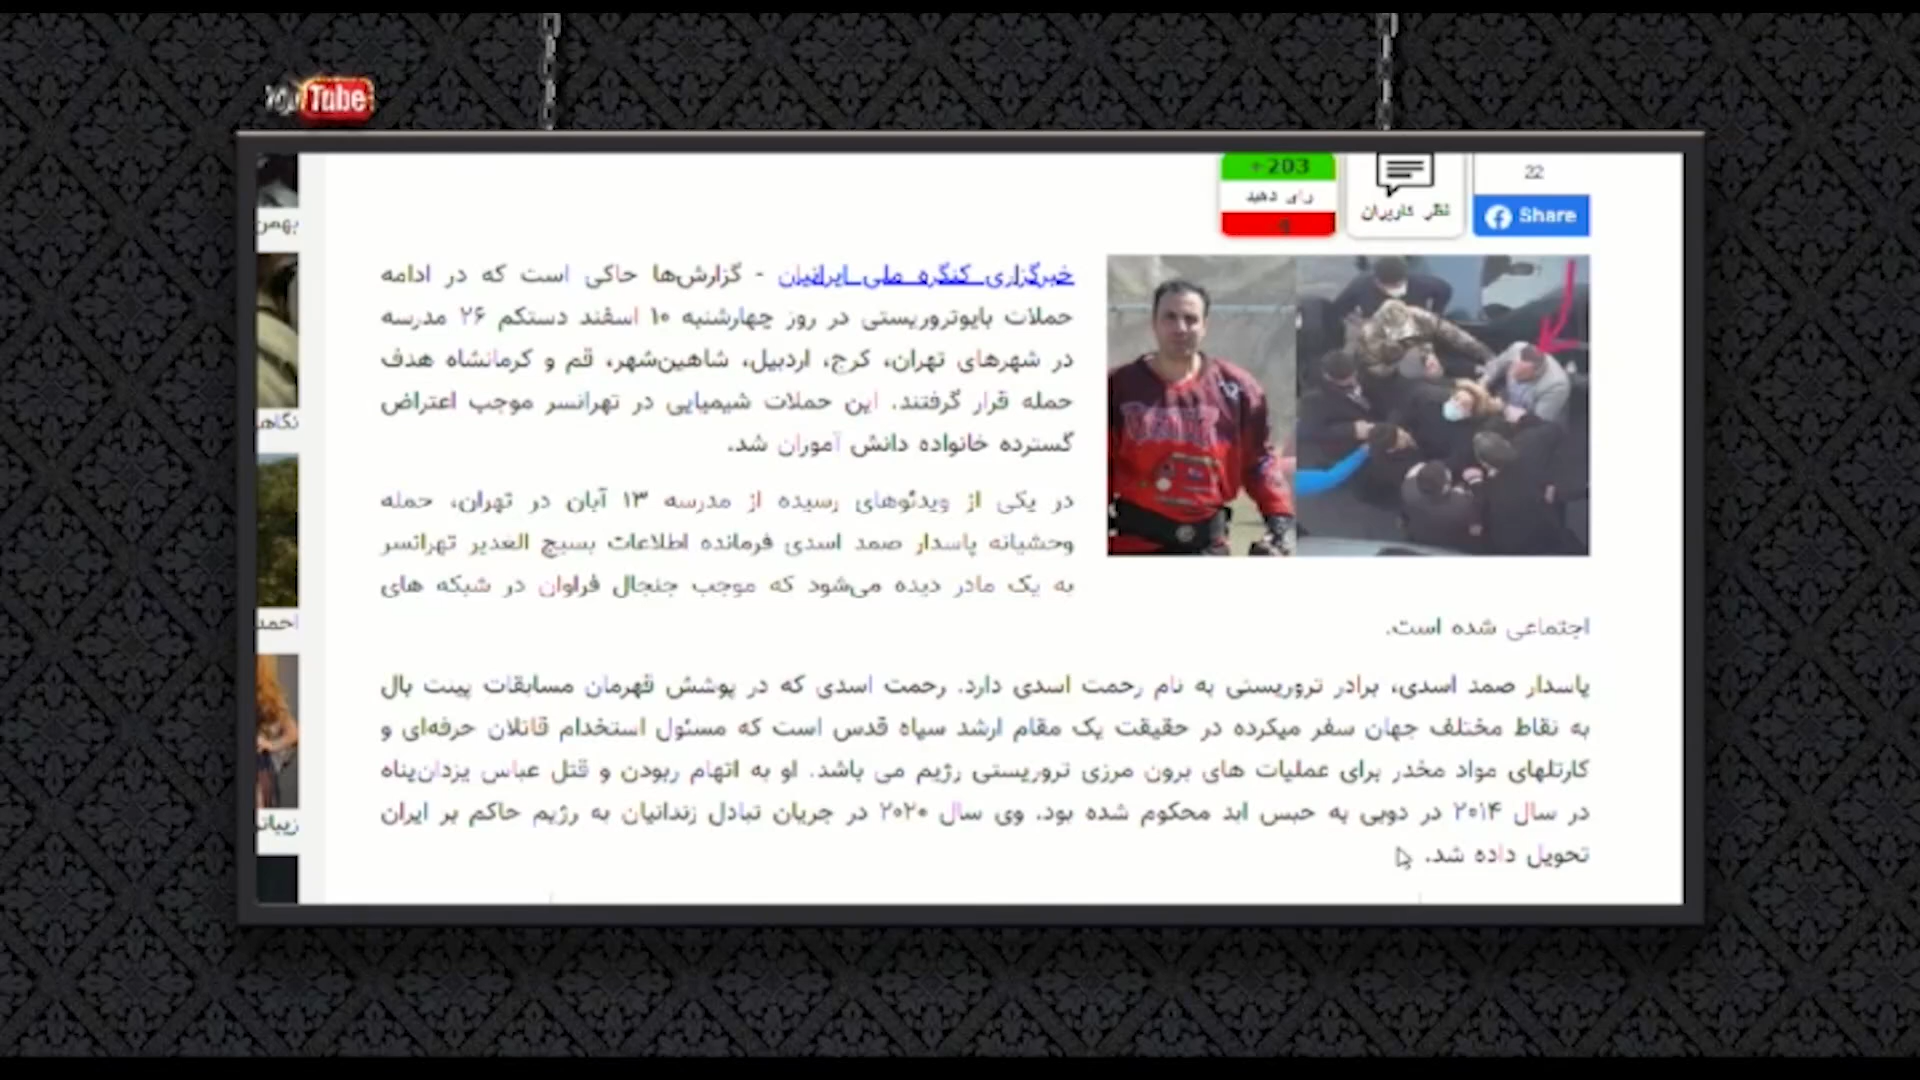 YouTube
+203
رای دهید
نظر کاربران
22
Share
خبرگزاری کنگره ملی ایرانیان - گزارش‌ها حاکی است که در ادامه
حملات بایوتروریستی در روز چهارشنبه ۱۰ اسفند دستکم ۲۶ مدرسه
در شهرهای تهران، کرج، اردبیل، شاهین‌شهر، قم و کرمانشاه هدف
حمله قرار گرفتند. این حملات شیمیایی در تهرانسر موجب اعتراض
گسترده خانواده دانش آموران شد.
در یکی از ویدئوهای رسیده از مدرسه ۱۳ آبان در تهران، حمله
وحشیانه پاسدار صمد اسدی فرمانده اطلاعات بسیج الغدیر تهرانسر
به یک مادر دیده می‌شود که موجب جنجال فراوان در شبکه های
اجتماعی شده است.
پاسدار صمد اسدی، برادر تروریستی به نام رحمت اسدی دارد. رحمت اسدی که در پوشش قهرمان مسابقات پینت بال
به نقاط مختلف جهان سفر میکرده در حقیقت یک مقام ارشد سپاه قدس است که مسئول استخدام قاتلان حرفه‌ای و
کارتلهای مواد مخدر برای عملیات های برون مرزی تروریستی رژیم می باشد. او به اتهام ربودن و قتل عباس یزدان‌پناه
در سال ۲۰۱۴ در دوبی به حبس ابد محکوم شده بود. وی سال ۲۰۲۰ در جریان تبادل زندانیان به رژیم حاکم بر ایران
تحویل داده شد.
بهمن
احمد